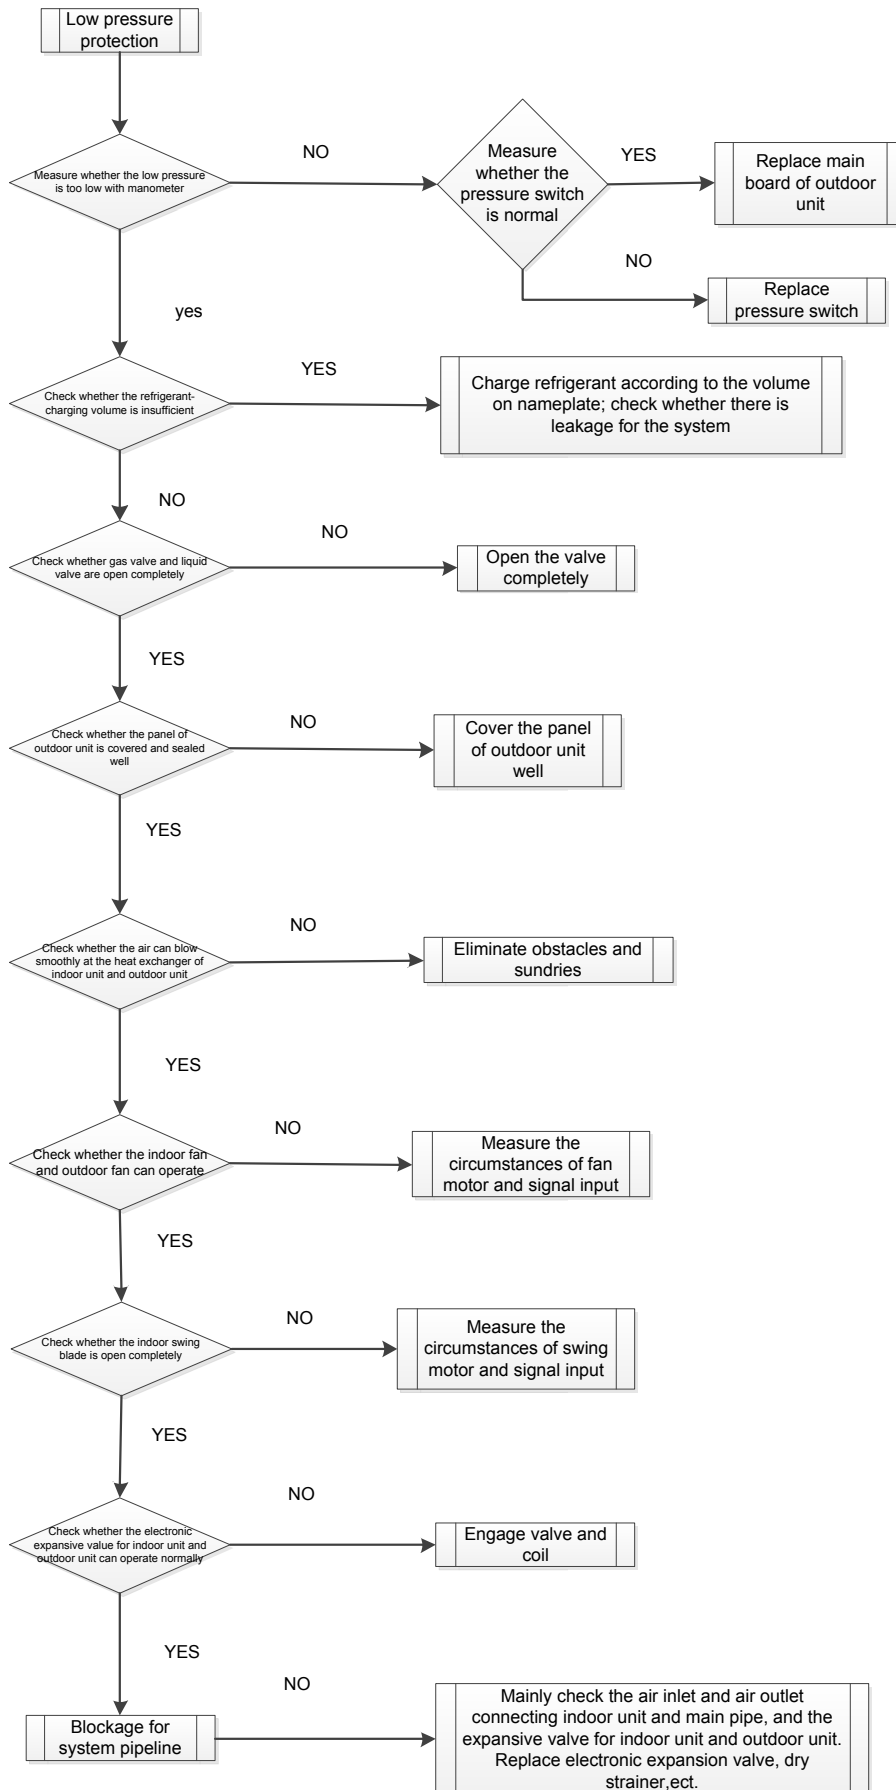 Low pressure
protection
Measure whether the low pressure
is too low with manometer
NO
Measure
whether the
pressure switch
is normal
YES
Replace main
board of outdoor
unit
NO
Replace
pressure switch
yes
Check whether the refrigerant-
charging volume is insufficient
YES
Charge refrigerant according to the volume
on nameplate; check whether there is
leakage for the system
NO
Check whether gas valve and liquid
valve are open completely
NO
Open the valve
completely
YES
Check whether the panel of
outdoor unit is covered and sealed
well
NO
Cover the panel
of outdoor unit
well
YES
Check whether the air can blow
smoothly at the heat exchanger of
indoor unit and outdoor unit
NO
Eliminate obstacles and
sundries
YES
Check whether the indoor fan
and outdoor fan can operate
NO
Measure the
circumstances of fan
motor and signal input
YES
Check whether the indoor swing
blade is open completely
NO
Measure the
circumstances of swing
motor and signal input
YES
Check whether the electronic
expansive value for indoor unit and
outdoor unit can operate normally
NO
Engage valve and
coil
YES
Blockage for
system pipeline
NO
Mainly check the air inlet and air outlet
connecting indoor unit and main pipe, and the
expansive valve for indoor unit and outdoor unit.
Replace electronic expansion valve, dry
strainer,ect.